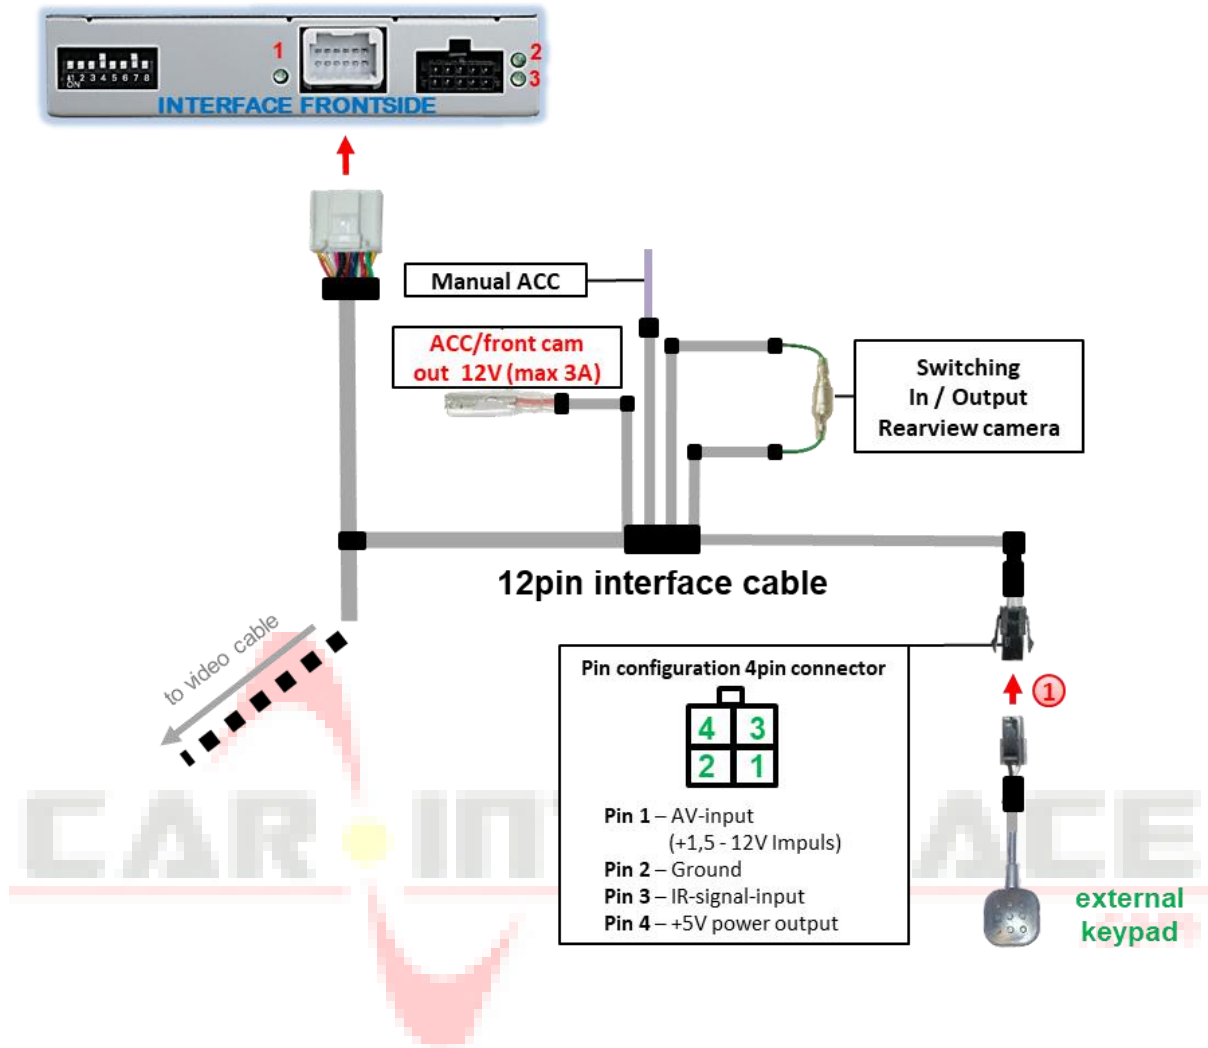 1
2
3
1 2 3 4 5 6 7 8
ON
INTERFACE FRONTSIDE
Manual ACC
ACC/front cam
out 12V (max 3A)
Switching
In / Output
Rearview camera
12pin interface cable
to video cable
Pin configuration 4pin connector
4 3
2 1
Pin 1 – AV-input
(+1,5 - 12V Impuls)
Pin 2 – Ground
Pin 3 – IR-signal-input
Pin 4 – +5V power output
1
external
keypad